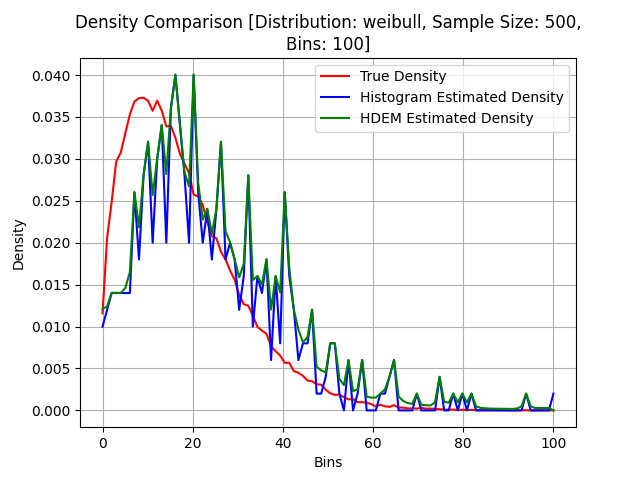 Density Comparison [Distribution: weibull, Sample Size: 500,
Bins: 100]
True Density
Histogram Estimated Density
HDEM Estimated Density
Density
0.040
0.035
0.030
0.025
0.020
0.015
0.010
0.005
0.000
0 20 40 60 80 100
Bins